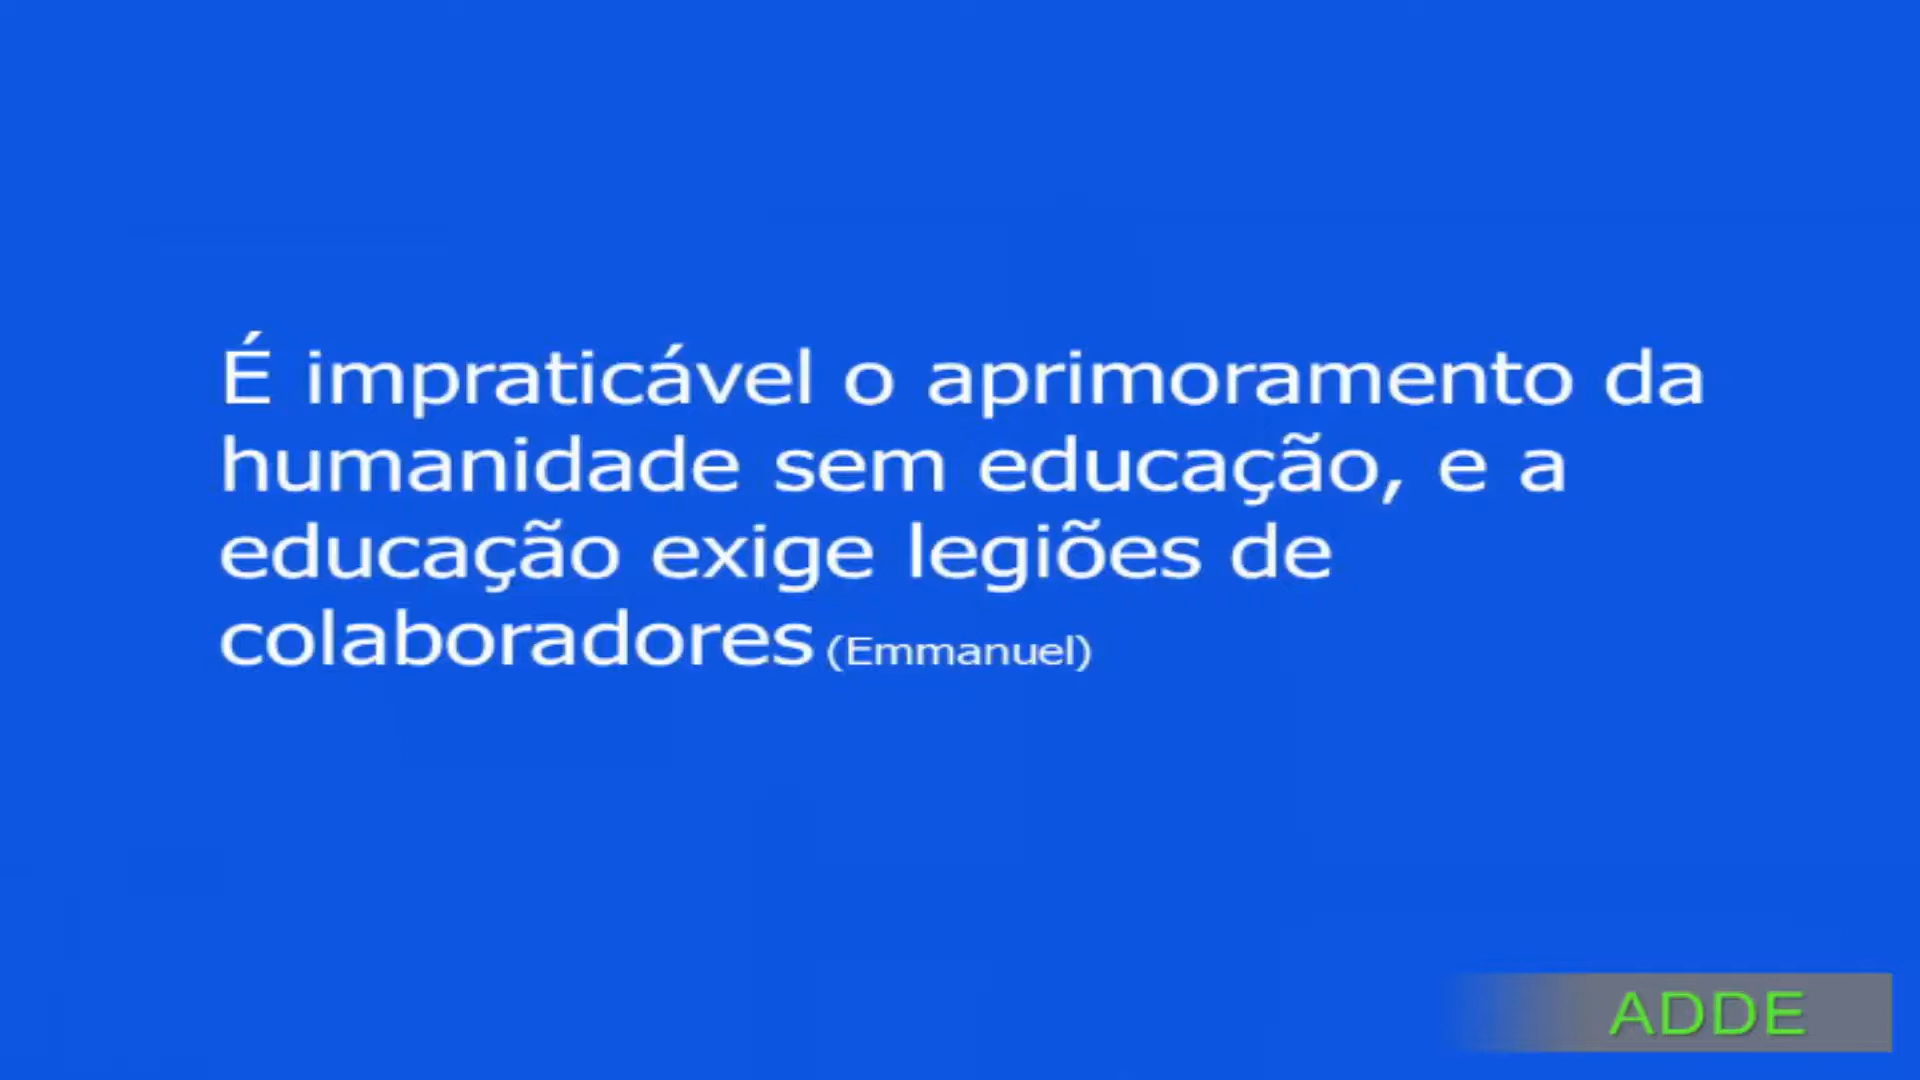 É impraticável o aprimoramento da
humanidade sem educação, e a
educação exige legiões de
colaboradores (Emmanuel)
ADDE